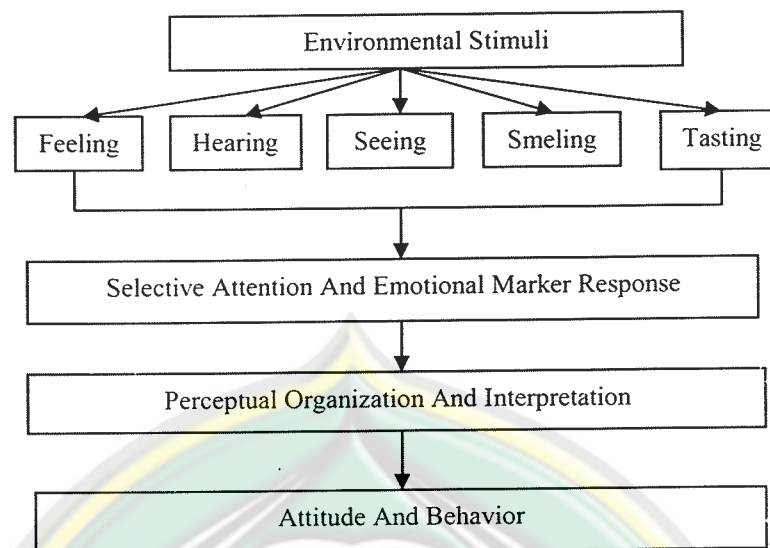 Environmental Stimuli
Feeling Hearing Seeing Smeling Tasting
Selective Attention And Emotional Marker Response
Perceptual Organization And Interpretation
Attitude And Behavior